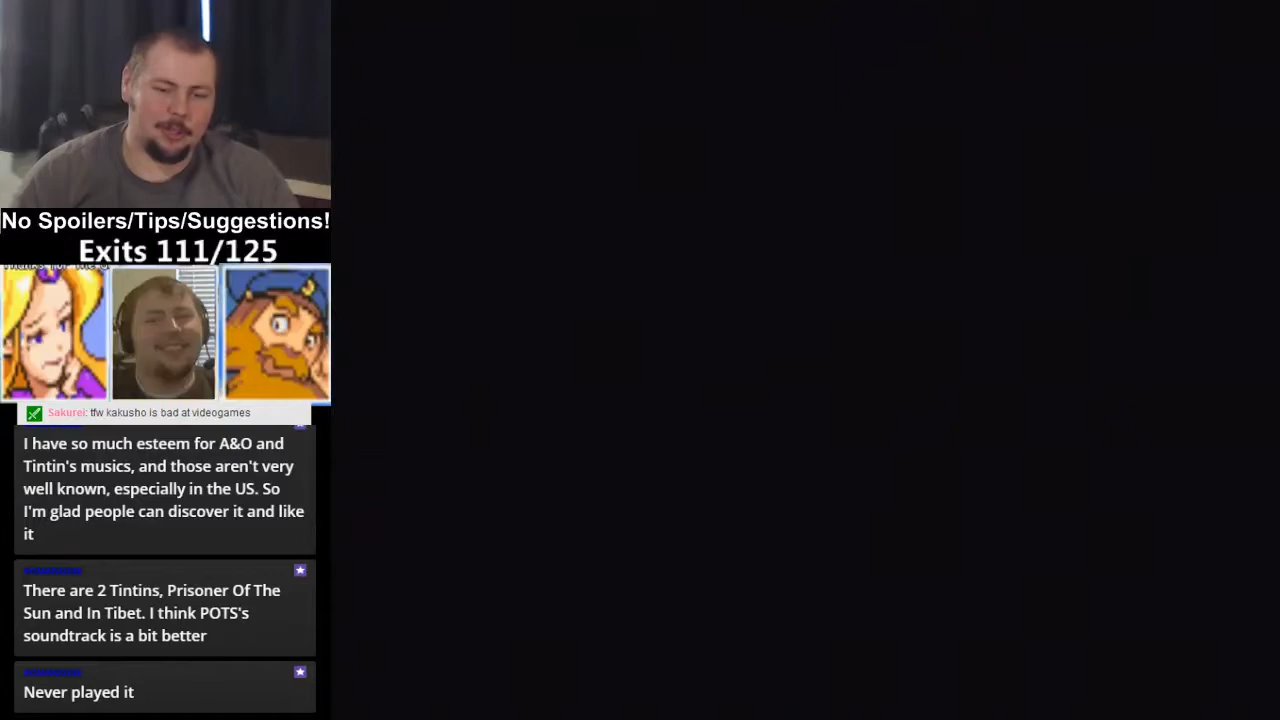 No Spoilers/Tips/Suggestions!
Exits 111/125
Sakurei: tfw kakusho is bad at videogames
I have so much esteem for A&O and
Tintin's musics, and those aren't very
well known, especially in the US. So
I'm glad people can discover it and like
it
There are 2 Tintins, Prisoner Of The
Sun and In Tibet. I think POTS's
soundtrack is a bit better
Never played it